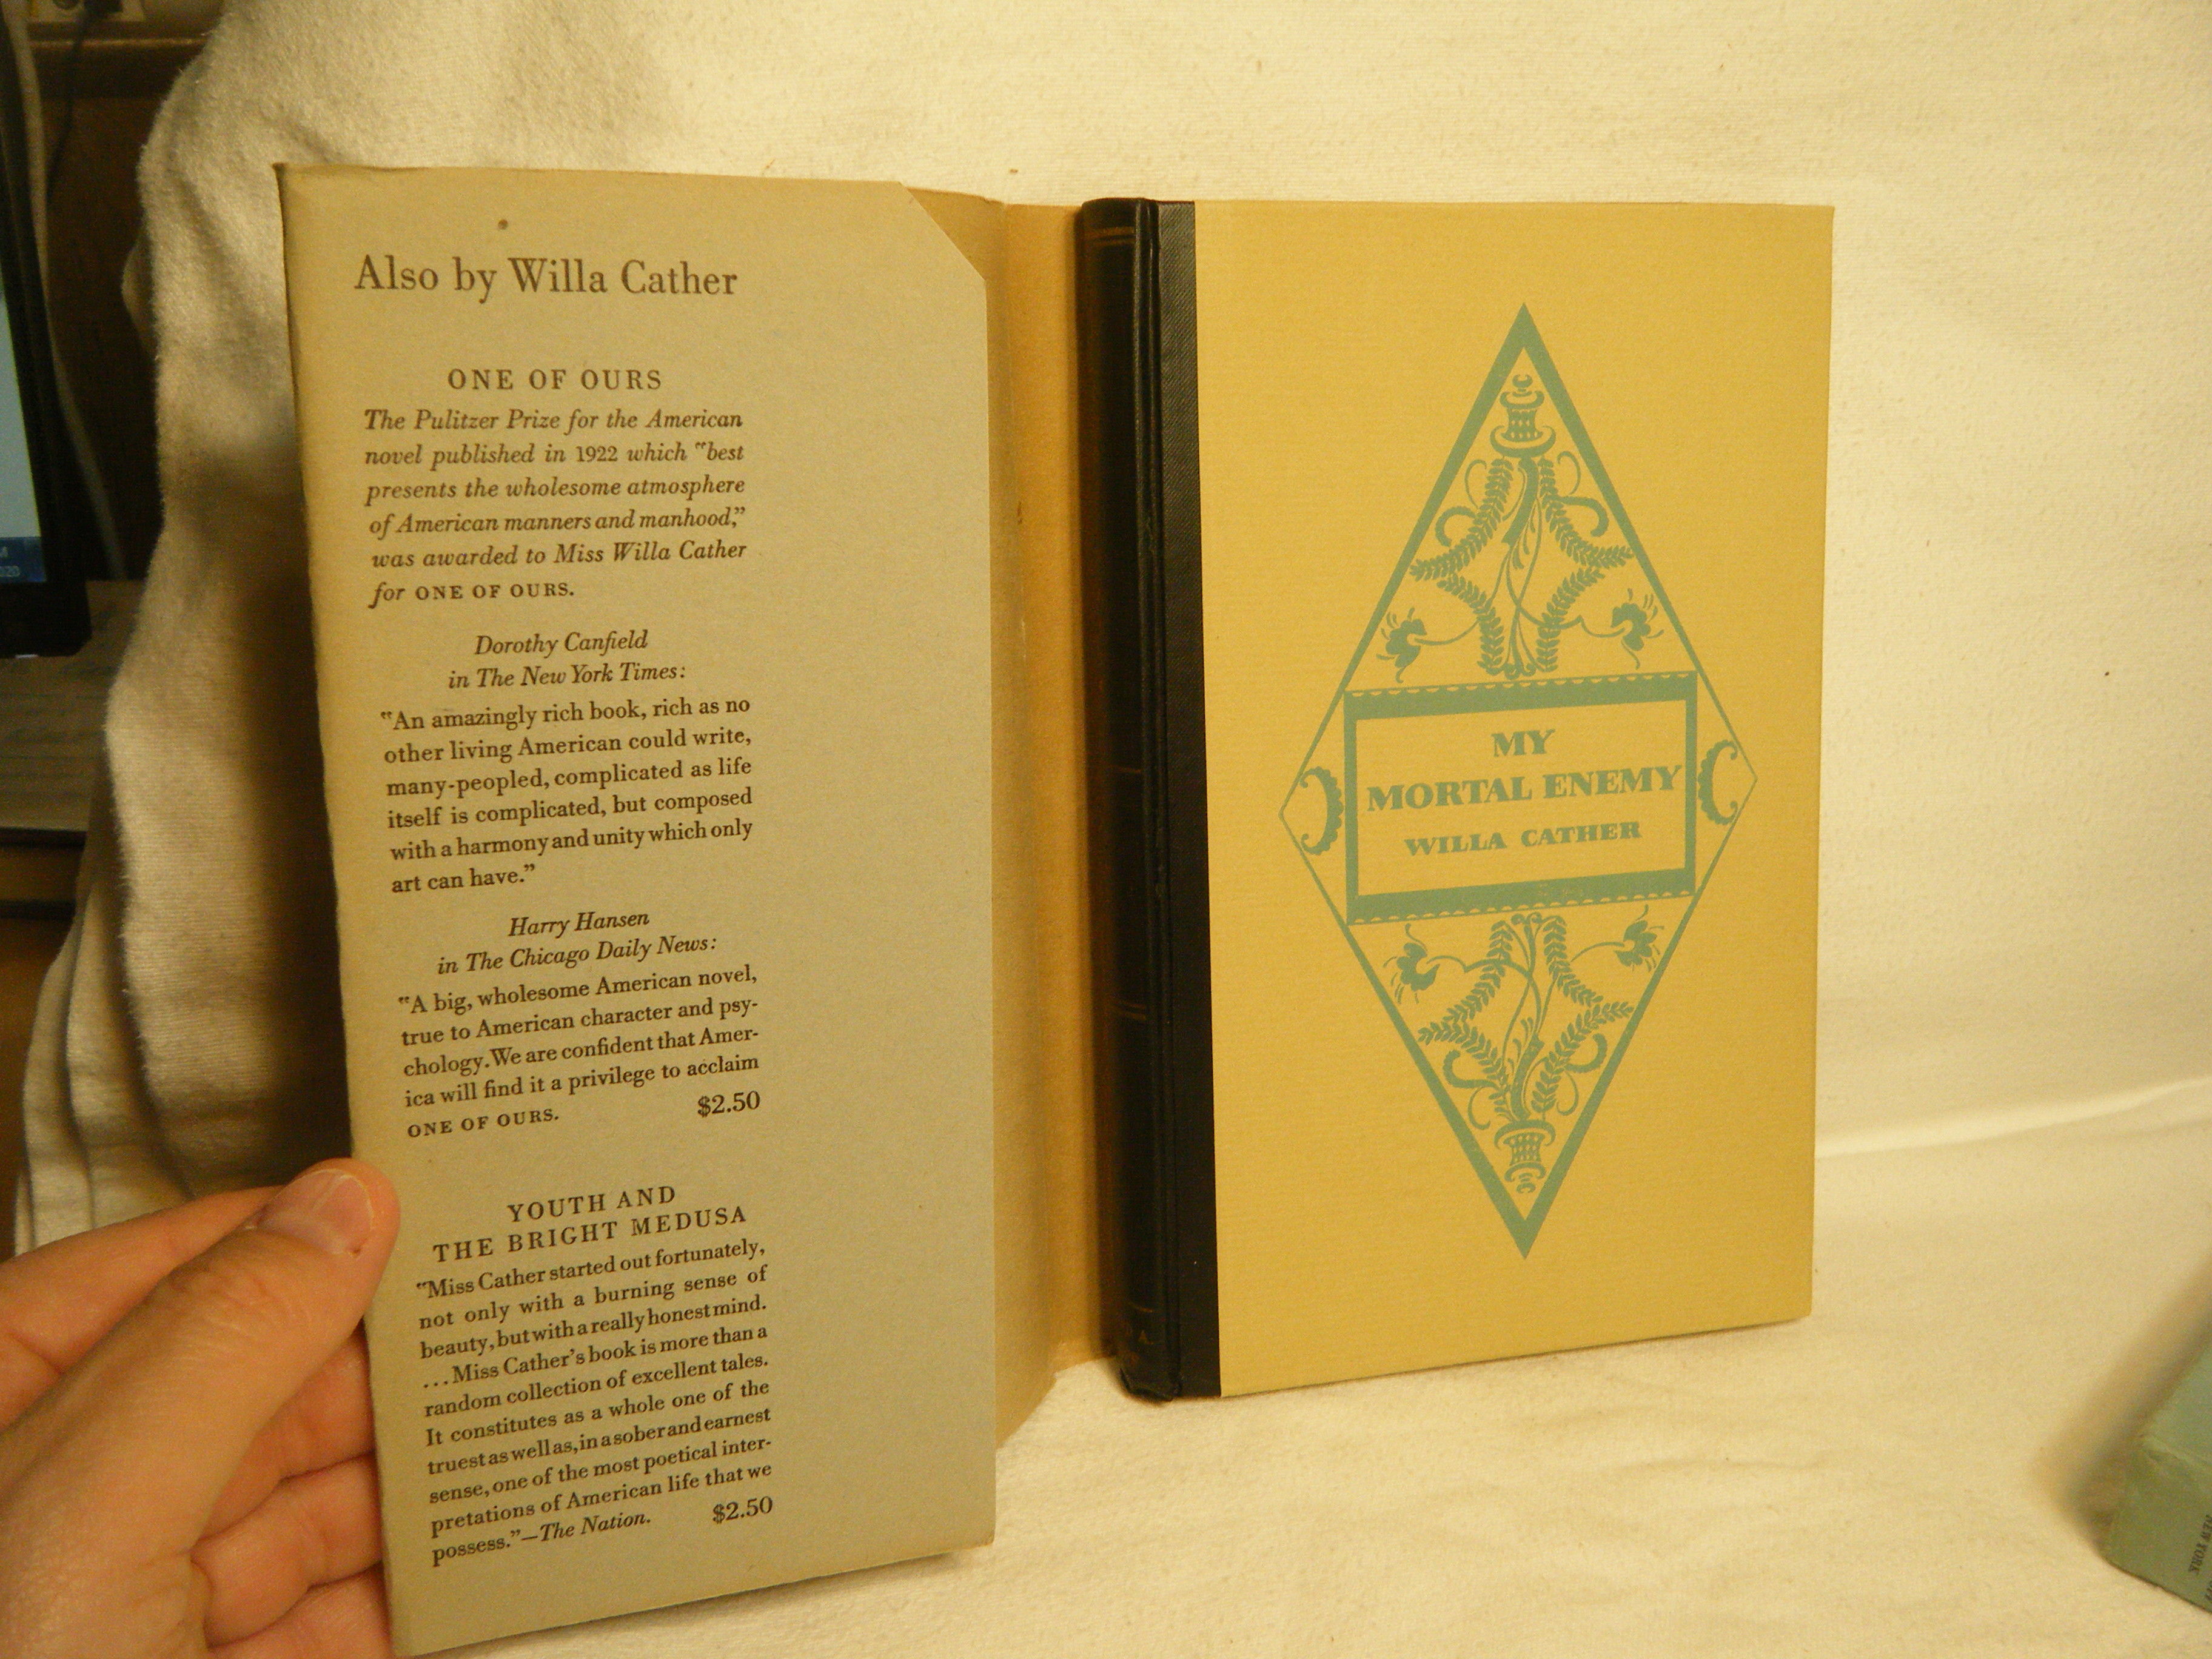 Also by Willa Cather
ONE OF OURS
The Pulitzer Prize for the American
novel published in 1922 which "best
presents the wholesome atmosphere
of American manners and manhood,"
was awarded to Miss Willa Cather
for ONE OF OURS.
Dorothy Canfield
in The New York Times:
"An amazingly rich book, rich as no
other living American could write,
many-peopled, complicated as life
itself is complicated, but composed
with a harmony and unity which only
art can have."
Harry Hansen
in The Chicago Daily News:
"A big, wholesome American novel,
true to American character and psy-
chology. We are confident that Amer-
ica will find it a privilege to acclaim
ONE OF OURS. $2.50
YOUTH AND
THE BRIGHT MEDUSA
"Miss Cather started out fortunately,
not only with a burning sense of
beauty, but with a really honest mind.
...Miss Cather's book is more than a
random collection of excellent tales.
It constitutes as a whole one of the
truest as well as, in a sober and earnest
sense, one of the most poetical inter-
pretations of American life that we
possess."—The Nation. $2.50
MY
MORTAL ENEMY
WILLA CATHER
NEW YORK